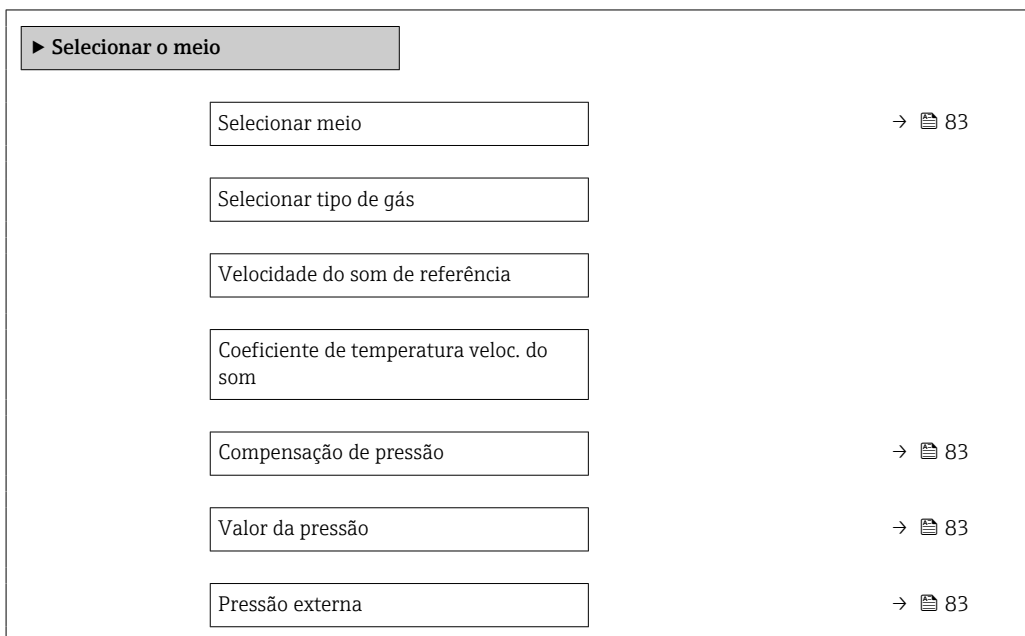 ▶ Selecionar o meio
Selecionar meio → 83
Selecionar tipo de gás
Velocidade do som de referência
Coeficiente de temperatura veloc. do
som
Compensação de pressão → 83
Valor da pressão → 83
Pressão externa → 83